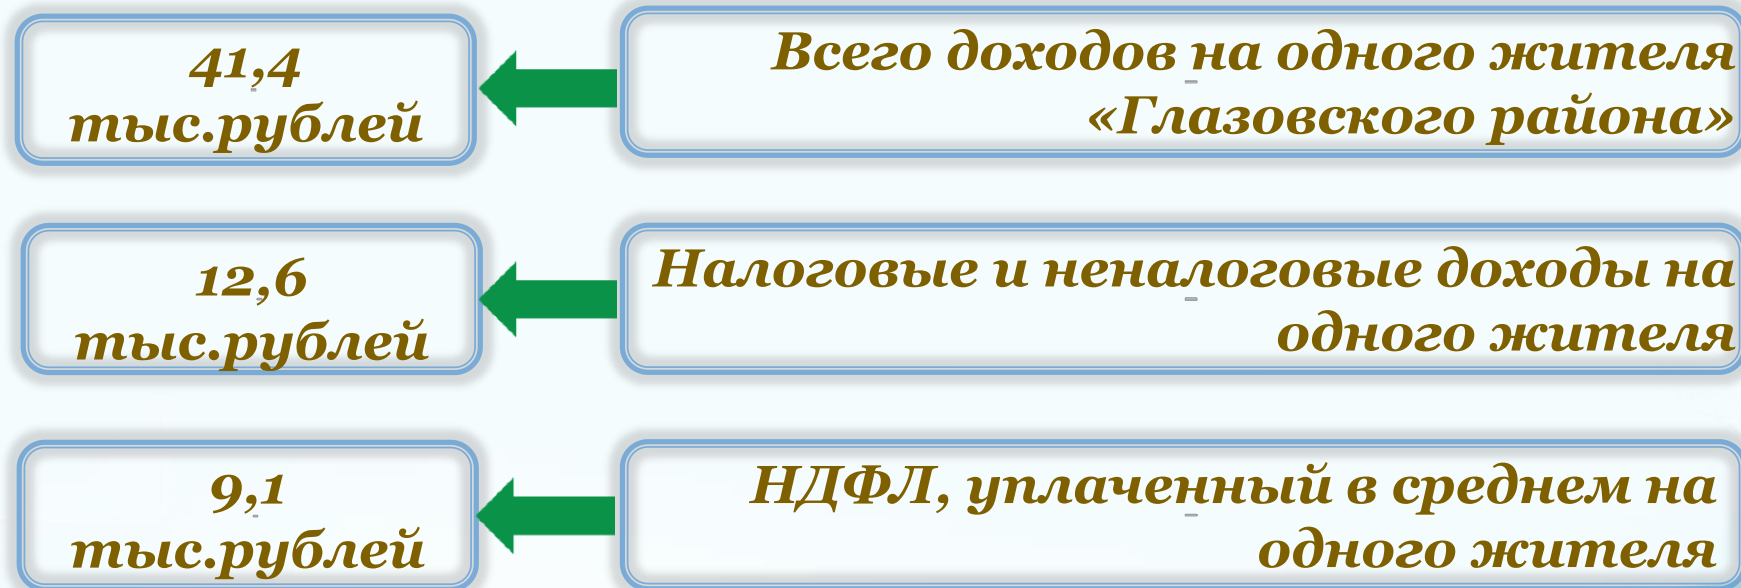 41,4
тыс.рублей
Всего доходов на одного жителя
«Глазовского района»
12,6
тыс.рублей
Налоговые и неналоговые доходы на
одного жителя
9,1
тыс.рублей
НДФЛ, уплаченный в среднем на
одного жителя